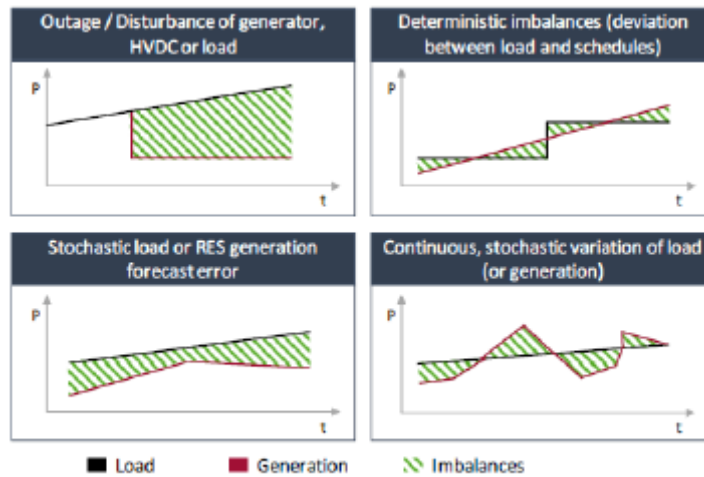 Outage / Disturbance of generator,
HVDC or load
P
t
Deterministic imbalances (deviation
between load and schedules)
P
t
Stochastic load or RES generation
forecast error
P
t
Continuous, stochastic variation of load
(or generation)
P
t
Load
Generation
Imbalances